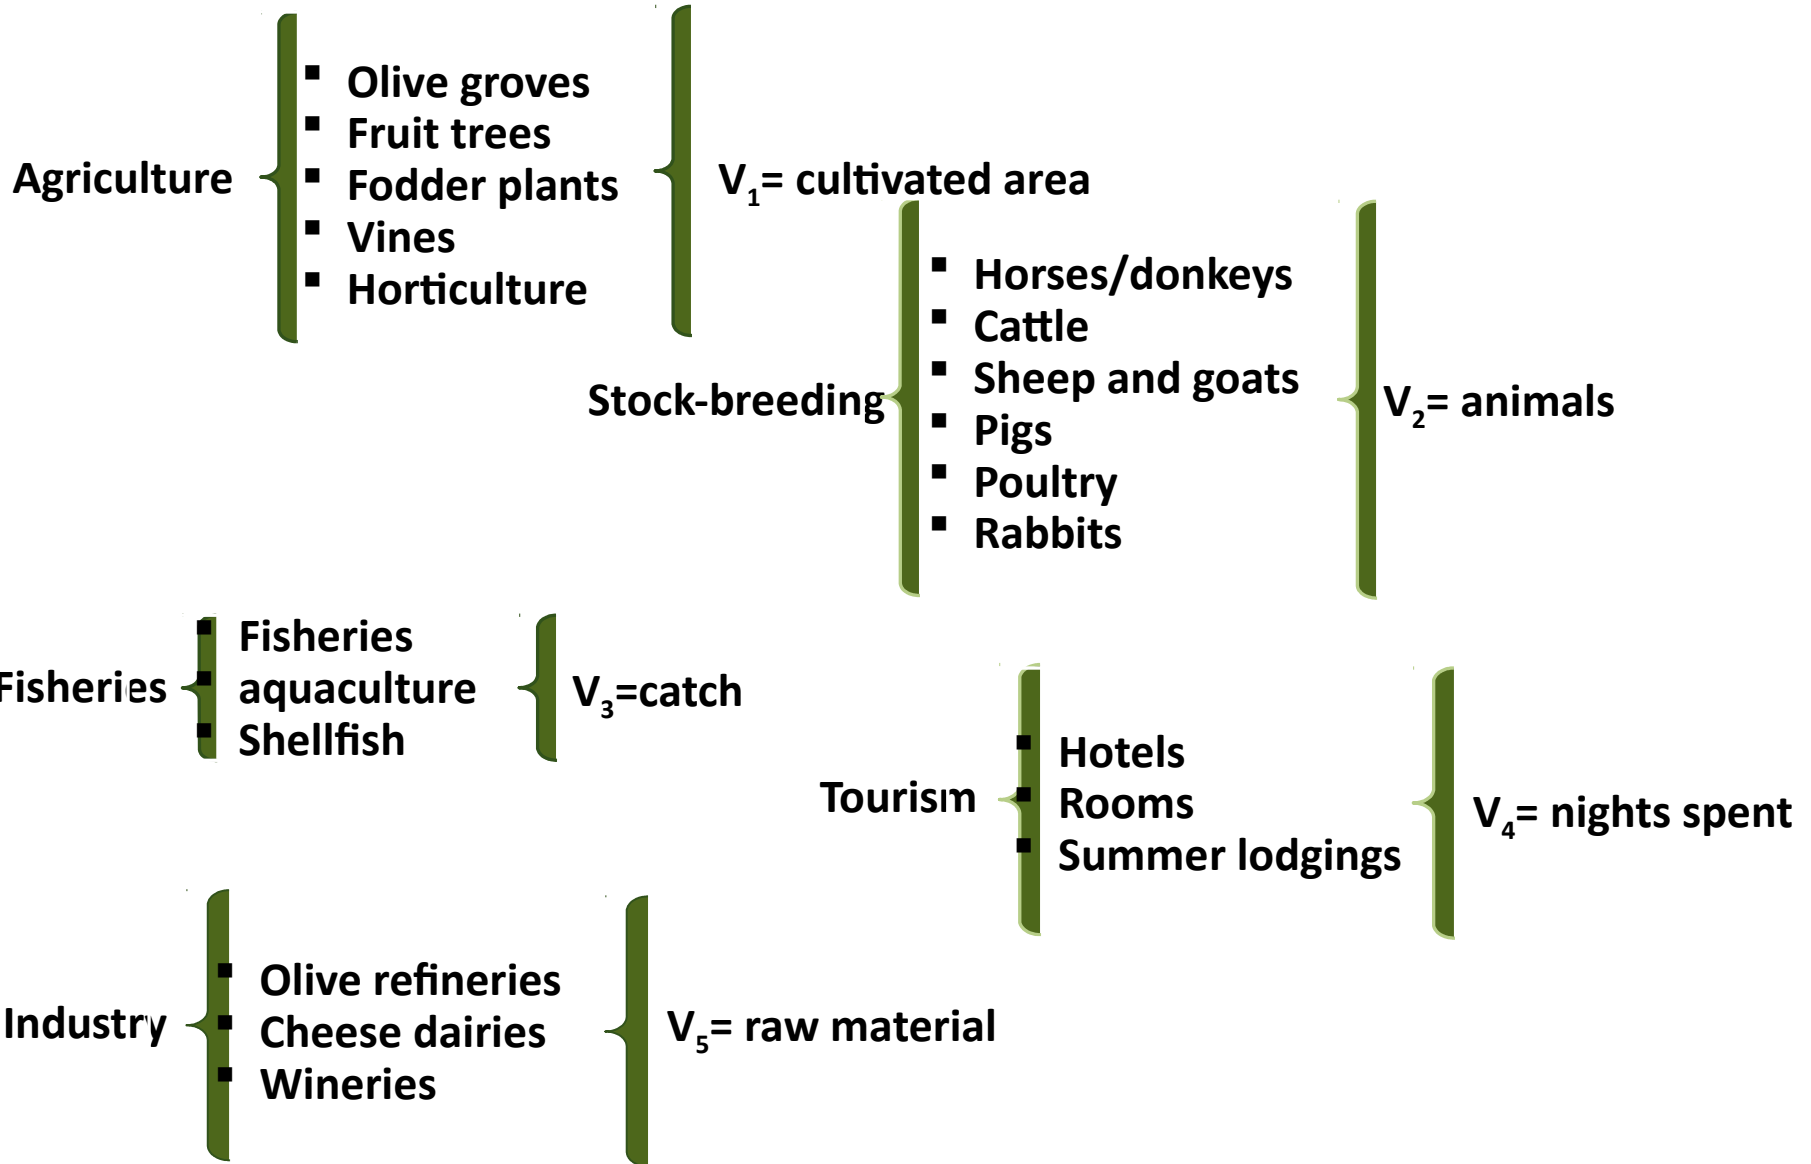 Agriculture
▪ Olive groves
▪ Fruit trees
▪ Fodder plants
▪ Vines
▪ Horticulture
V₁= cultivated area
Stock-breeding
▪ Horses/donkeys
▪ Cattle
▪ Sheep and goats
▪ Pigs
▪ Poultry
▪ Rabbits
V₂= animals
Fisheries
▪ Fisheries
▪ aquaculture
▪ Shellfish
V₃=catch
Tourism
▪ Hotels
▪ Rooms
▪ Summer lodgings
V₄= nights spent
Industry
▪ Olive refineries
▪ Cheese dairies
▪ Wineries
V₅= raw material